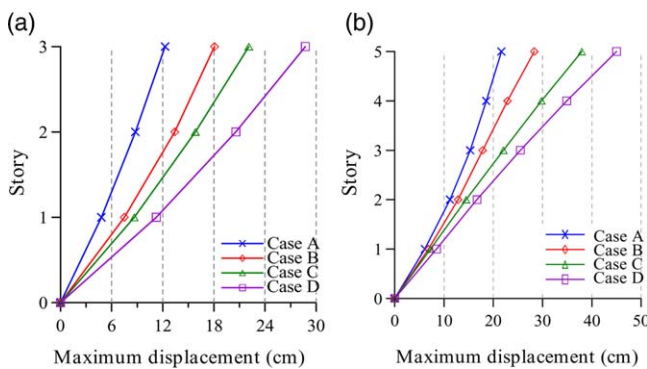 (a)
3
2
1
0
Story
Case A
Case B
Case C
Case D
0 6 12 18 24 30
Maximum displacement (cm)
(b)
5
4
3
2
1
0
Story
Case A
Case B
Case C
Case D
0 10 20 30 40 50
Maximum displacement (cm)